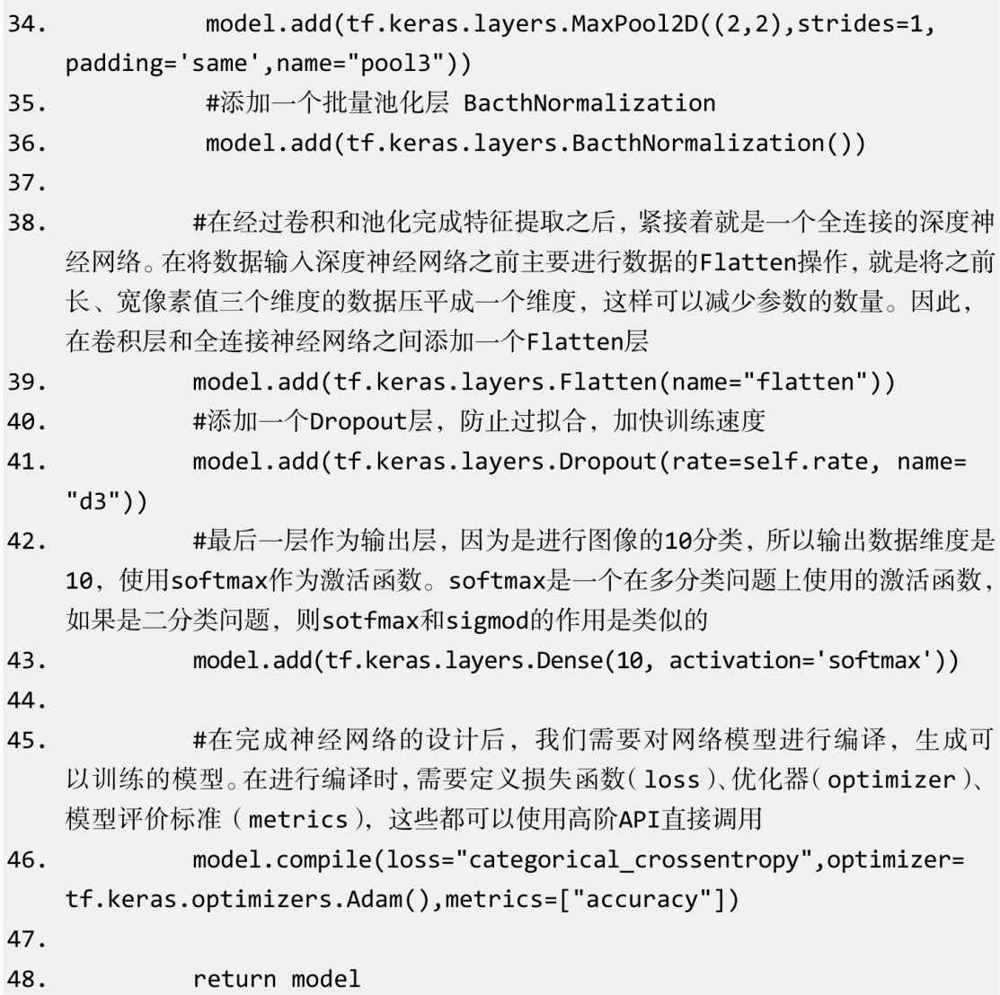 34.            model.add(tf.keras.layers.MaxPool2D((2,2),strides=1,
padding='same',name="pool3"))
35.            #添加一个批量池化层 BacthNormalization
36.            model.add(tf.keras.layers.BacthNormalization())
37.
38.           #在经过卷积和池化完成特征提取之后，紧接着就是一个全连接的深度神
经网络。在将数据输入深度神经网络之前主要进行数据的Flatten操作，就是将之前
长、宽像素值三个维度的数据压平成一个维度，这样可以减少参数的数量。因此，
在卷积层和全连接神经网络之间添加一个Flatten层
39.           model.add(tf.keras.layers.Flatten(name="flatten"))
40.           #添加一个Dropout层，防止过拟合，加快训练速度
41.           model.add(tf.keras.layers.Dropout(rate=self.rate, name=
"d3"))
42.           #最后一层作为输出层，因为是进行图像的10分类，所以输出数据维度是
10，使用softmax作为激活函数。softmax是一个在多分类问题上使用的激活函数，
如果是二分类问题，则sotfmax和sigmod的作用是类似的
43.           model.add(tf.keras.layers.Dense(10, activation='softmax'))
44.
45.           #在完成神经网络的设计后，我们需要对网络模型进行编译，生成可
以训练的模型。在进行编译时，需要定义损失函数（loss）、优化器（optimizer）、
模型评价标准（metrics），这些都可以使用高阶API直接调用
46.           model.compile(loss="categorical_crossentropy",optimizer=
tf.keras.optimizers.Adam(),metrics=["accuracy"])
47.
48.           return model